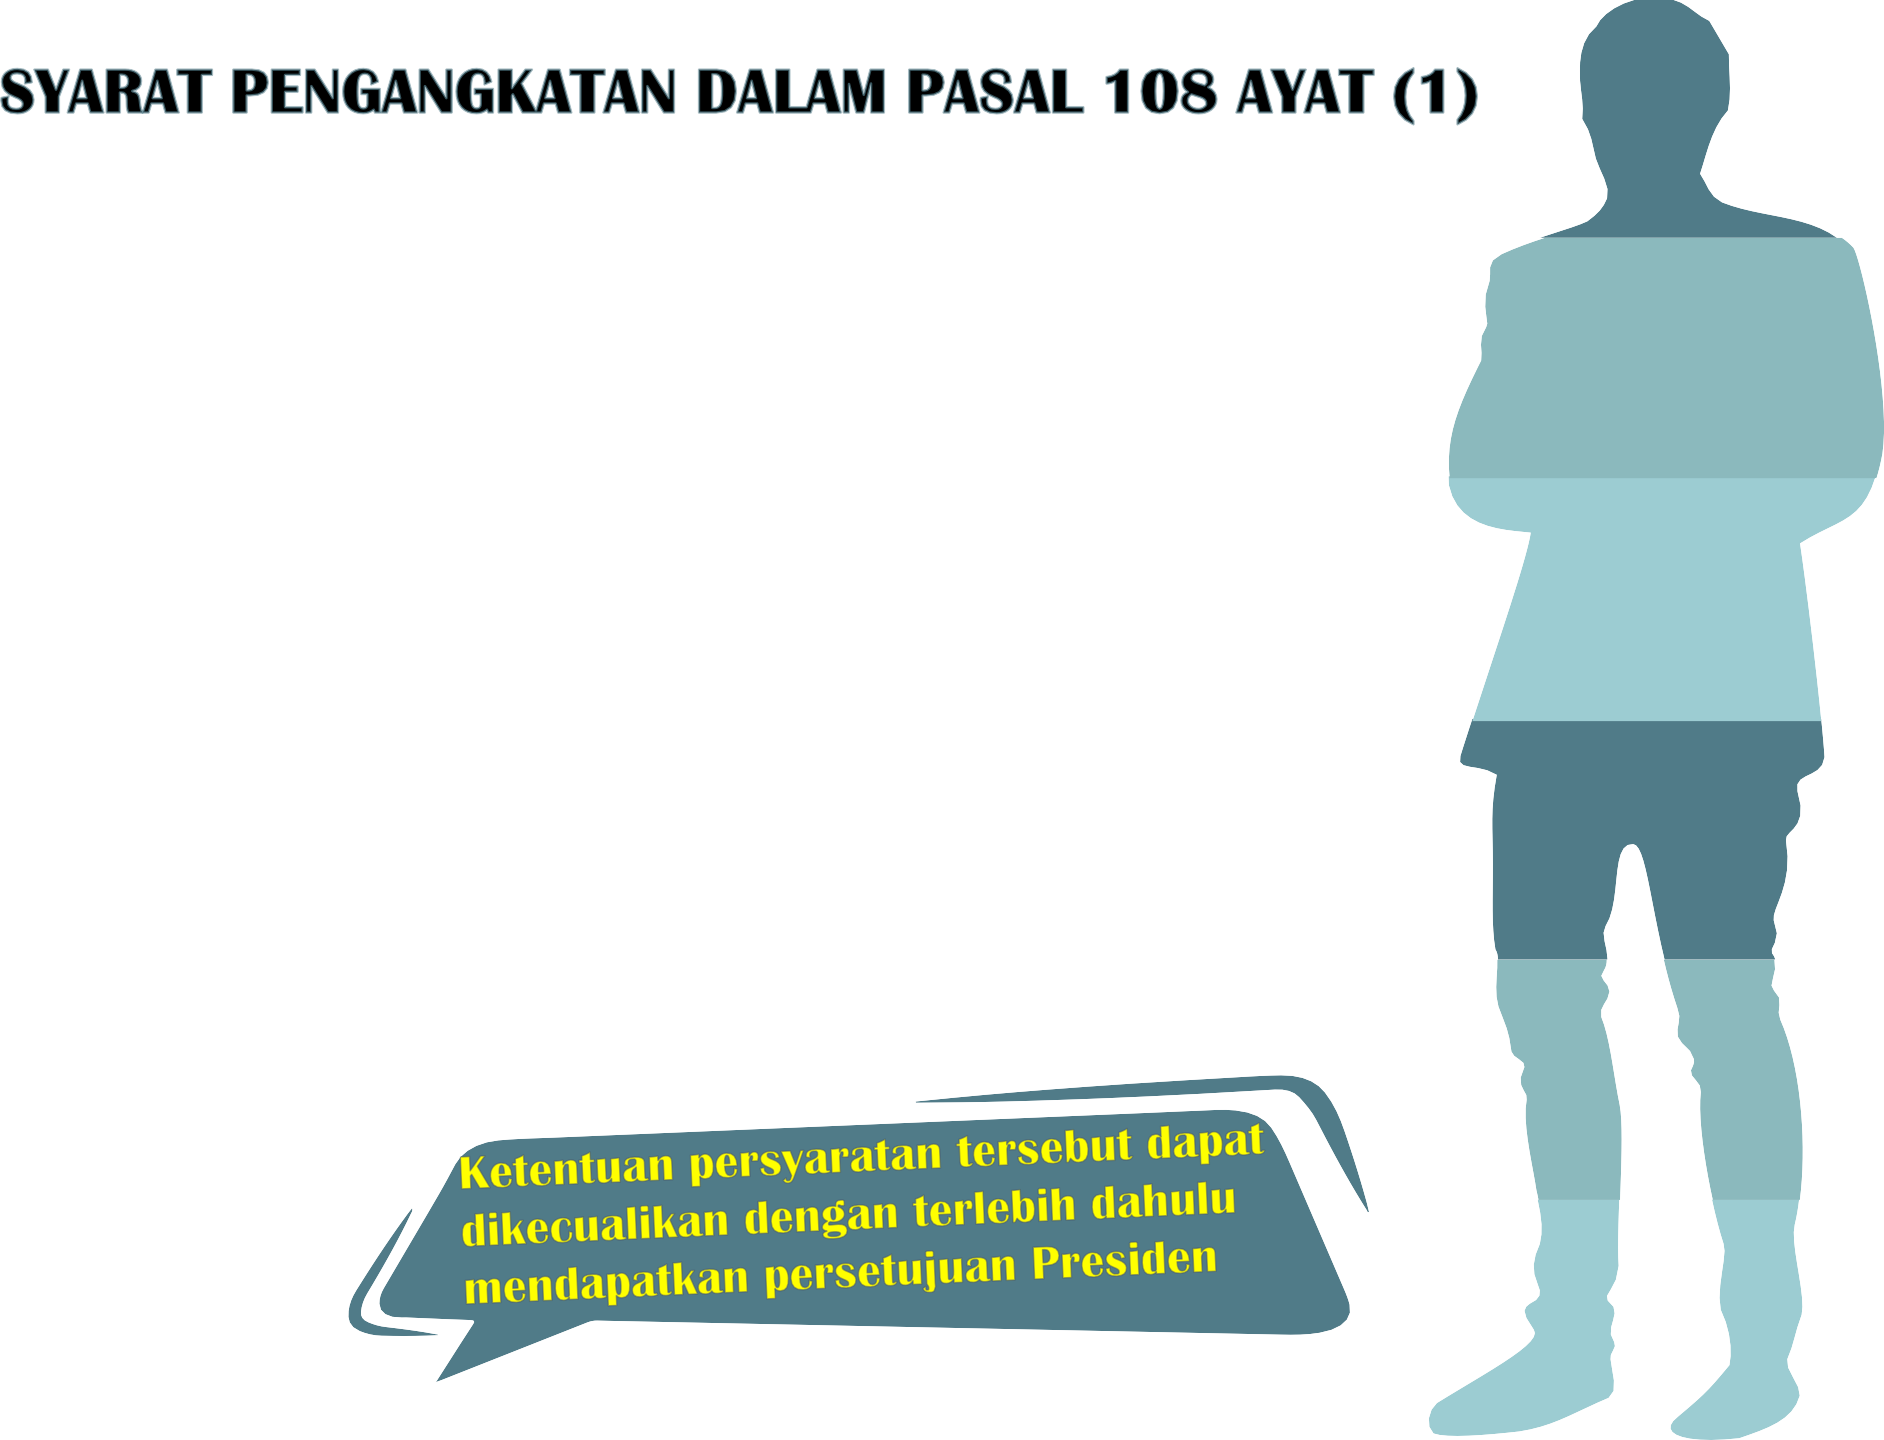 SYARAT PENGANGKATAN DALAM PASAL 108 AYAT (1)
Ketentuan persyaratan tersebut dapat
dikecualikan dengan terlebih dahulu
mendapatkan persetujuan Presiden